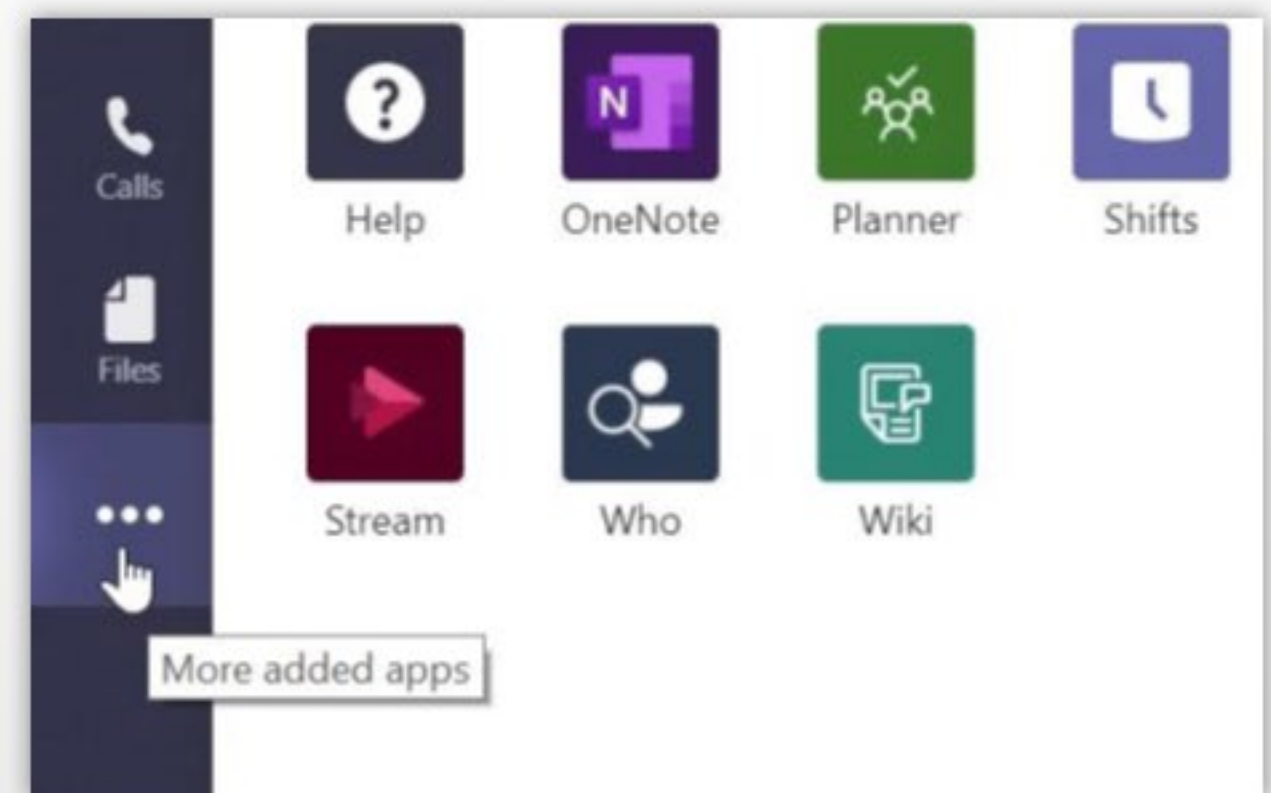 Calls
Files
More added apps
?
N
Help OneNote Planner Shifts
Stream Who Wiki